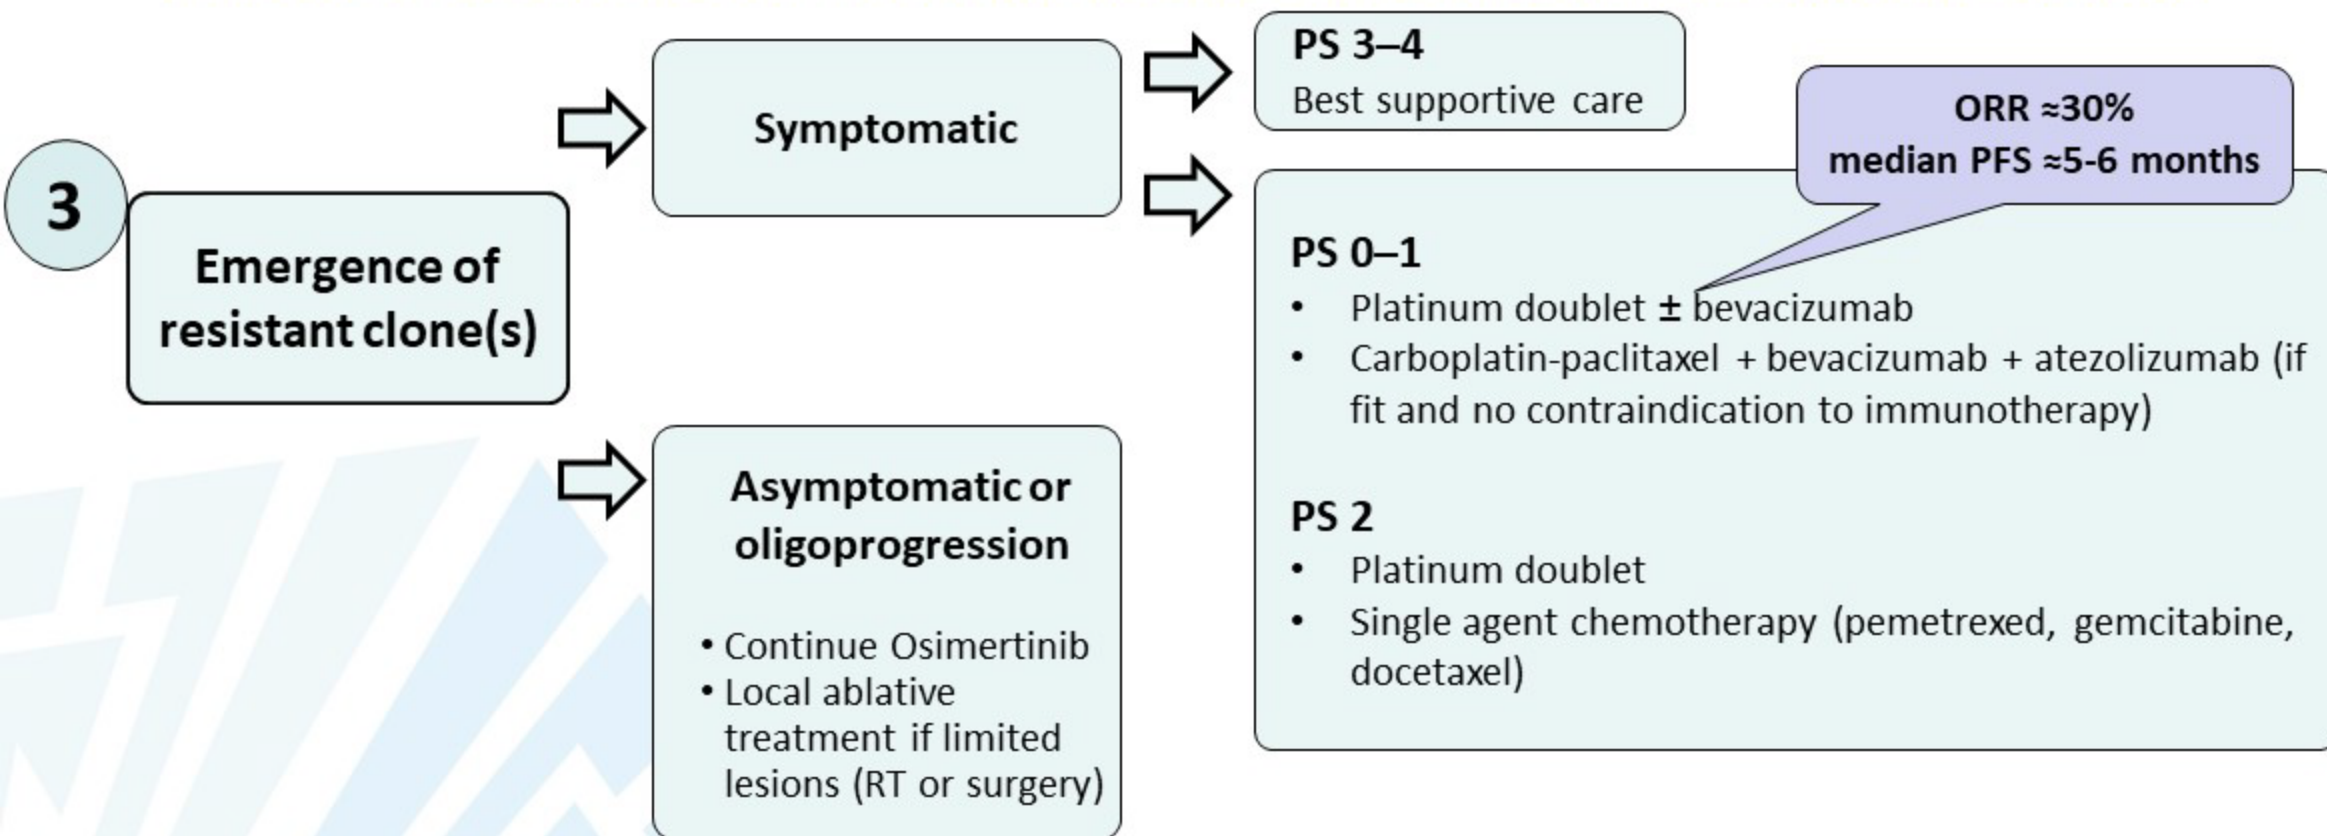 3
Emergence of
resistant clone(s)
Symptomatic
PS 3–4
Best supportive care
ORR ≈30%
median PFS ≈5-6 months
PS 0–1
• Platinum doublet ± bevacizumab
• Carboplatin-paclitaxel + bevacizumab + atezolizumab (if
fit and no contraindication to immunotherapy)
PS 2
• Platinum doublet
• Single agent chemotherapy (pemetrexed, gemcitabine,
docetaxel)
Asymptomatic or
oligoprogression
• Continue Osimertinib
• Local ablative
treatment if limited
lesions (RT or surgery)